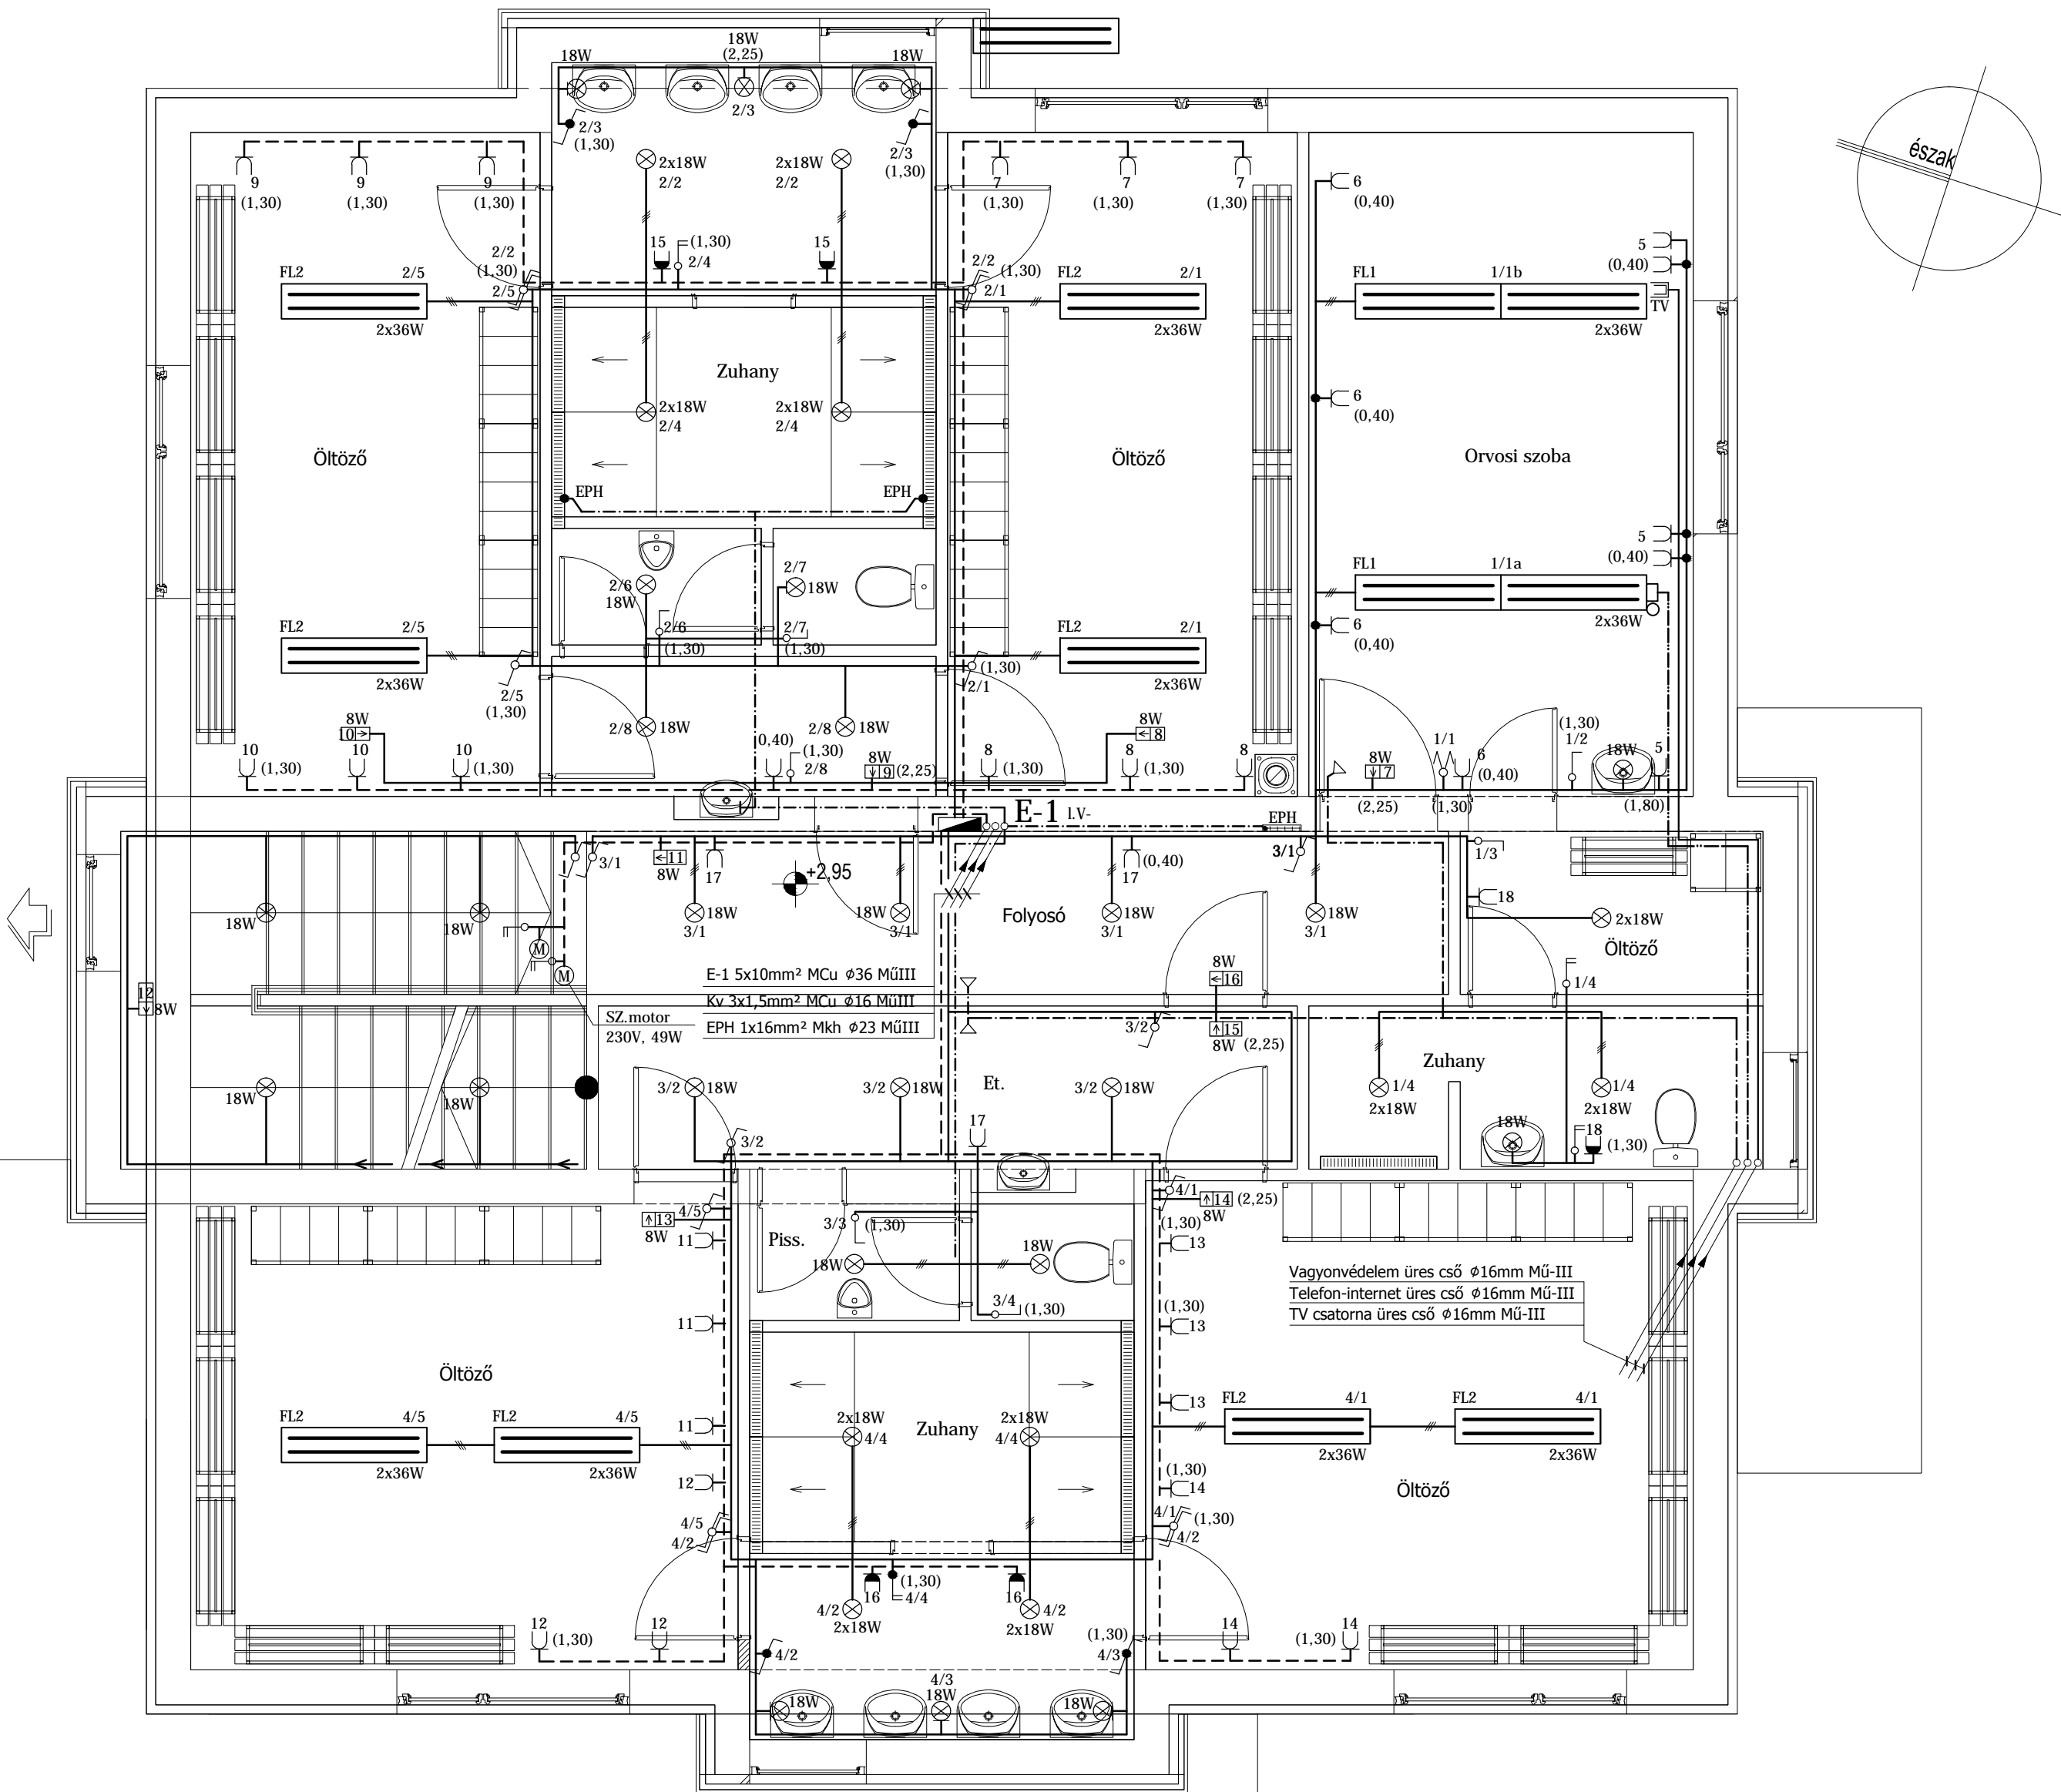 18W
(2,25)
18W
18W
2/3
2/3
(1,30)
2/3
(1,30)
észak
2x18W
2/2
2x18W
2/2
9
(1,30)
9
(1,30)
9
(1,30)
7
(1,30)
7
(1,30)
7
(1,30)
6
(0,40)
15
(1,30)
2/4
15
2/2
(1,30)
2/5
2/2
(1,30)
2/1
5
(0,40)
FL2 2/5
2x36W
FL2 2/1
2x36W
FL1 1/1b
2x36W
TV
Zuhany
2x18W
2/4
2x18W
2/4
6
(0,40)
Öltöző
Öltöző
Orvosi szoba
EPH
EPH
5
(0,40)
2/6
18W
2/7
18W
FL1 1/1a
2x36W
2/6
(1,30)
2/7
(1,30)
6
(0,40)
FL2 2/5
2x36W
FL2 2/1
2x36W
2/5
(1,30)
(1,30)
2/1
2/8 18W
2/8 18W
8W
10
8W
8
10
(1,30)
10
10
(1,30)
(0,40)
(1,30)
2/8
8W
9 (2,25)
8
(1,30)
8
(1,30)
8
8W
7
(2,25)
1/1
(1,30)
6
(0,40)
(1,30)
1/2
18W
5
(1,80)
E-1 l.V-
EPH
3/1
11
8W
17
+2,95
17
(0,40)
3/1
1/3
18
18W
18W
18W
3/1
18W
3/1
Folyosó
18W
3/1
18W
3/1
2x18W
Öltöző
M
M
E-1 5x10mm² MCu ϕ36 MűIII
Kv 3x1,5mm² MCu ϕ16 MűIII
EPH 1x16mm² Mkh ϕ23 MűIII
SZ.motor
230V, 49W
12
8W
8W
16
15
8W (2,25)
3/2
1/4
Zuhany
18W
18W
3/2 18W
3/2 18W
Et.
3/2 18W
1/4
2x18W
1/4
2x18W
17
18W
18
(1,30)
3/2
4/5
13
8W
11
Piss.
3/3
(1,30)
18W
18W
4/1
14 (2,25)
8W
(1,30)
13
3/4
(1,30)
Vagyonvédelem üres cső ϕ16mm Mű-III
Telefon-internet üres cső ϕ16mm Mű-III
TV csatorna üres cső ϕ16mm Mű-III
11
(1,30)
13
Öltöző
FL2 4/5
2x36W
FL2 4/5
2x36W
11
2x18W
4/4
Zuhany
2x18W
4/4
13
FL2 4/1
2x36W
FL2 4/1
2x36W
12
(1,30)
14
Öltöző
4/5
4/2
4/1
(1,30)
4/2
16
(1,30)
4/4
16
4/2
2x18W
4/2
2x18W
12
(1,30)
12
4/2
(1,30)
4/3
14
(1,30)
14
18W
4/3
18W
18W